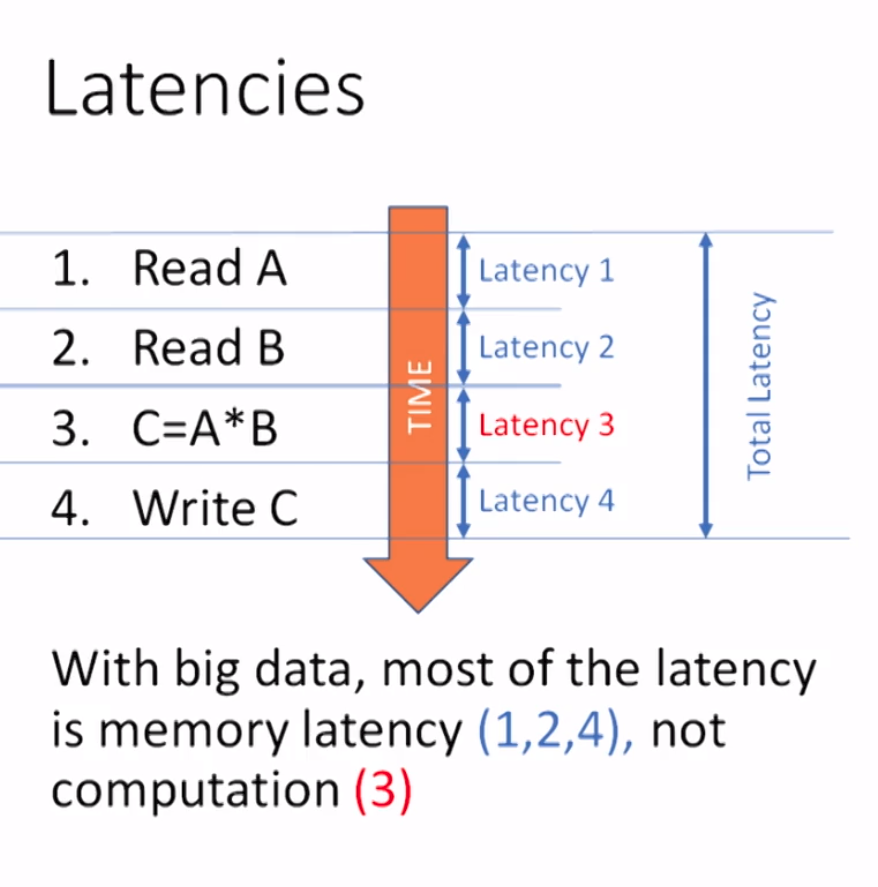 Latencies
1. Read A
Latency 1
2. Read B
Latency 2
3. C=A*B
Latency 3
4. Write C
Latency 4
TIME
Total Latency
With big data, most of the latency
is memory latency (1,2,4), not
computation (3)